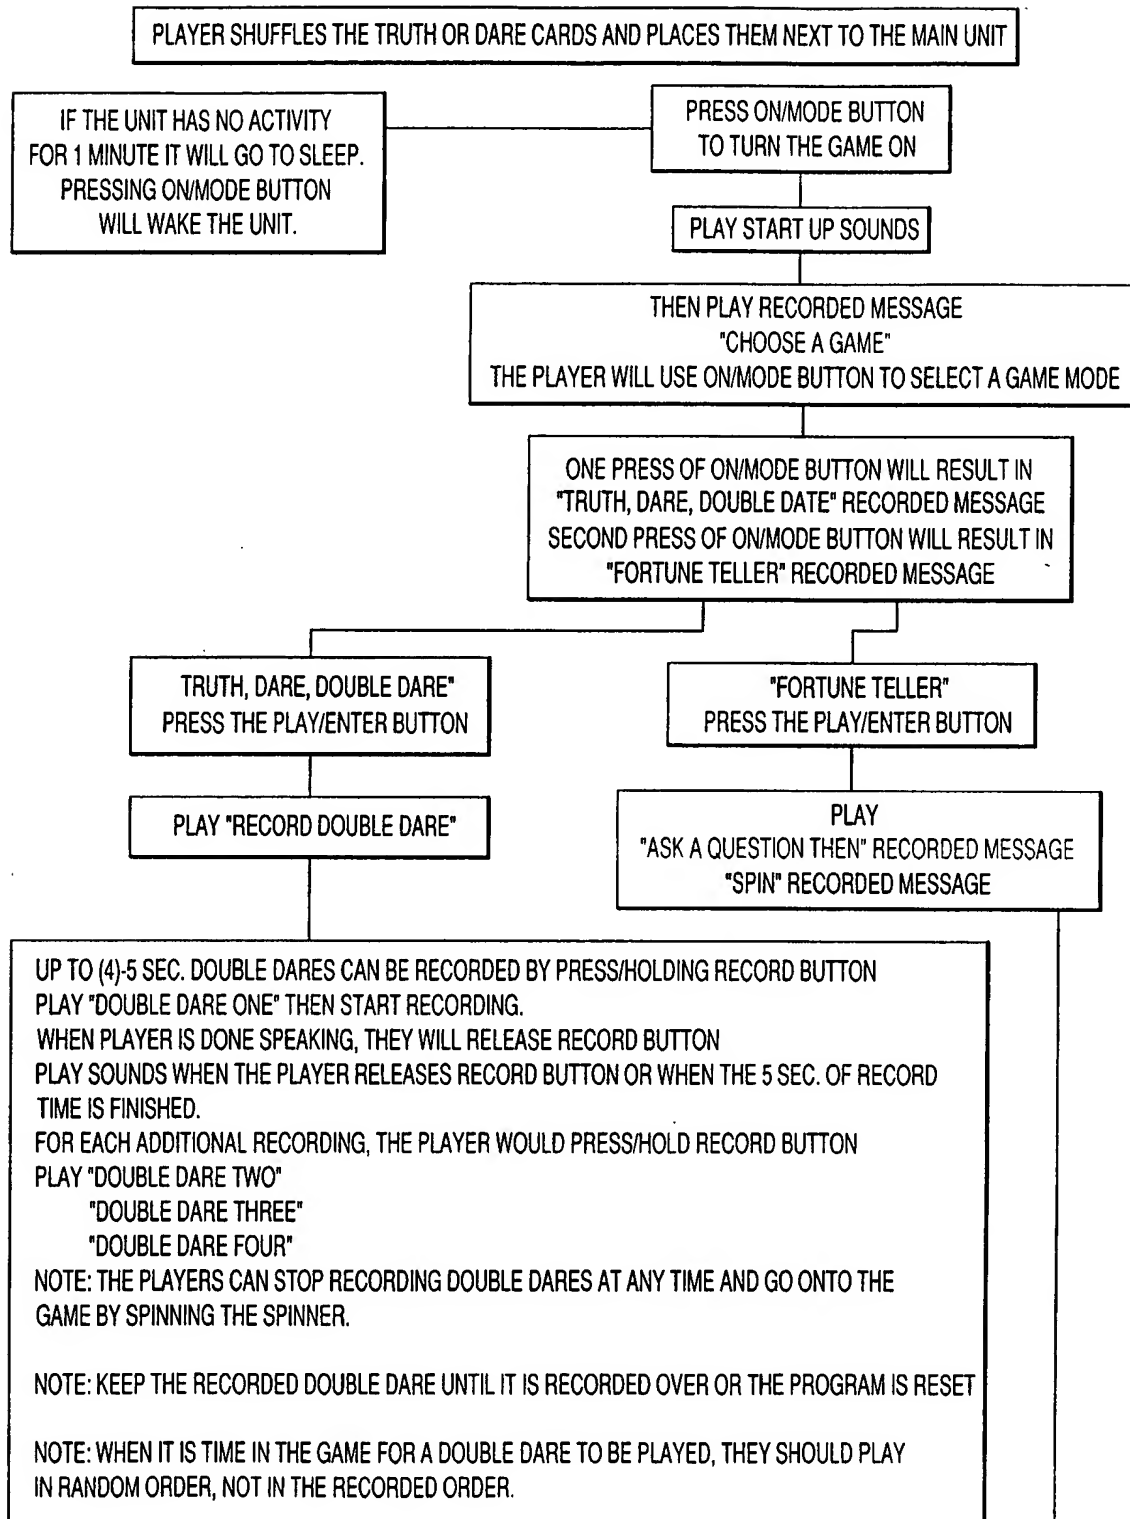 PLAYER SHUFFLES THE TRUTH OR DARE CARDS AND PLACES THEM NEXT TO THE MAIN UNIT
IF THE UNIT HAS NO ACTIVITY
FOR 1 MINUTE IT WILL GO TO SLEEP.
PRESSING ON/MODE BUTTON
WILL WAKE THE UNIT.
PRESS ON/MODE BUTTON
TO TURN THE GAME ON
PLAY START UP SOUNDS
THEN PLAY RECORDED MESSAGE
"CHOOSE A GAME"
THE PLAYER WILL USE ON/MODE BUTTON TO SELECT A GAME MODE
ONE PRESS OF ON/MODE BUTTON WILL RESULT IN
"TRUTH, DARE, DOUBLE DATE" RECORDED MESSAGE
SECOND PRESS OF ON/MODE BUTTON WILL RESULT IN
"FORTUNE TELLER" RECORDED MESSAGE
TRUTH, DARE, DOUBLE DARE"
PRESS THE PLAY/ENTER BUTTON
"FORTUNE TELLER"
PRESS THE PLAY/ENTER BUTTON
PLAY "RECORD DOUBLE DARE"
PLAY
"ASK A QUESTION THEN" RECORDED MESSAGE
"SPIN" RECORDED MESSAGE
UP TO (4)-5 SEC. DOUBLE DARES CAN BE RECORDED BY PRESS/HOLDING RECORD BUTTON
PLAY "DOUBLE DARE ONE" THEN START RECORDING.
WHEN PLAYER IS DONE SPEAKING, THEY WILL RELEASE RECORD BUTTON
PLAY SOUNDS WHEN THE PLAYER RELEASES RECORD BUTTON OR WHEN THE 5 SEC. OF RECORD
TIME IS FINISHED.
FOR EACH ADDITIONAL RECORDING, THE PLAYER WOULD PRESS/HOLD RECORD BUTTON
PLAY "DOUBLE DARE TWO"
"DOUBLE DARE THREE"
"DOUBLE DARE FOUR"
NOTE: THE PLAYERS CAN STOP RECORDING DOUBLE DARES AT ANY TIME AND GO ONTO THE
GAME BY SPINNING THE SPINNER.
NOTE: KEEP THE RECORDED DOUBLE DARE UNTIL IT IS RECORDED OVER OR THE PROGRAM IS RESET
NOTE: WHEN IT IS TIME IN THE GAME FOR A DOUBLE DARE TO BE PLAYED, THEY SHOULD PLAY
IN RANDOM ORDER, NOT IN THE RECORDED ORDER.